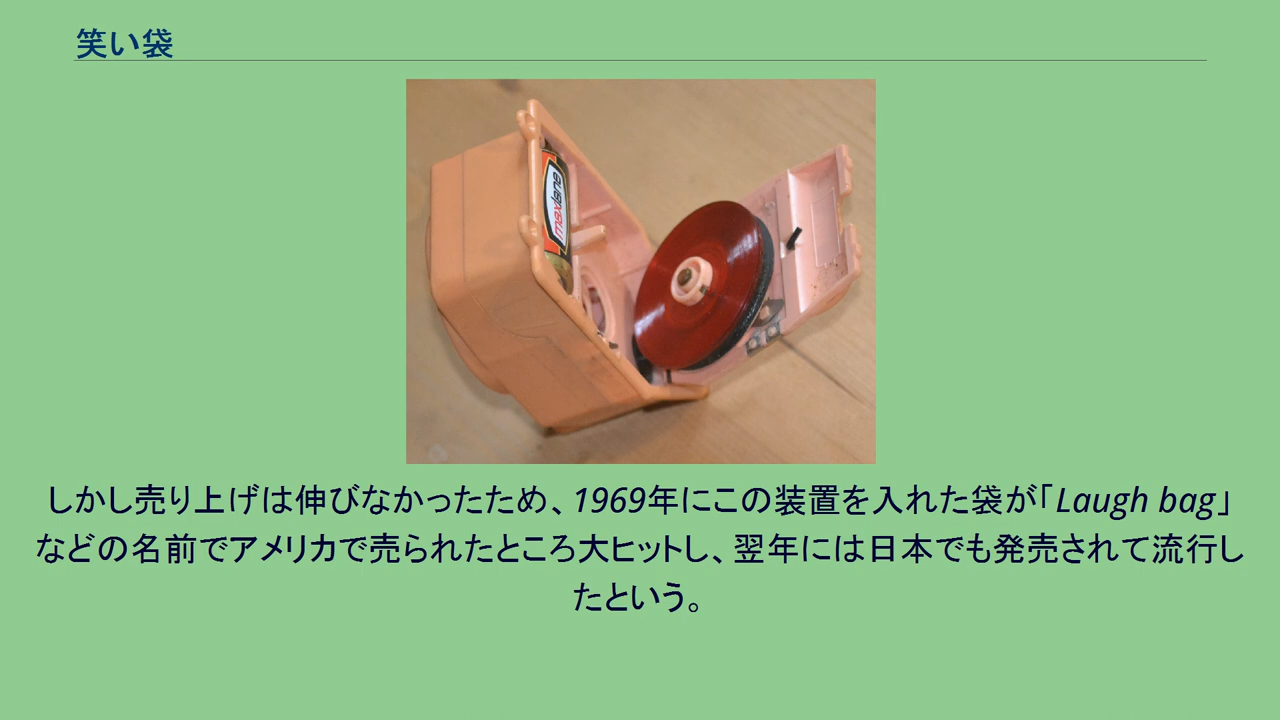 笑い袋
maxell
しかし売り上げは伸びなかったため、1969年にこの装置を入れた袋が「Laugh bag」
などの名前でアメリカで売られたところ大ヒットし、翌年には日本でも発売されて流行し
たという。